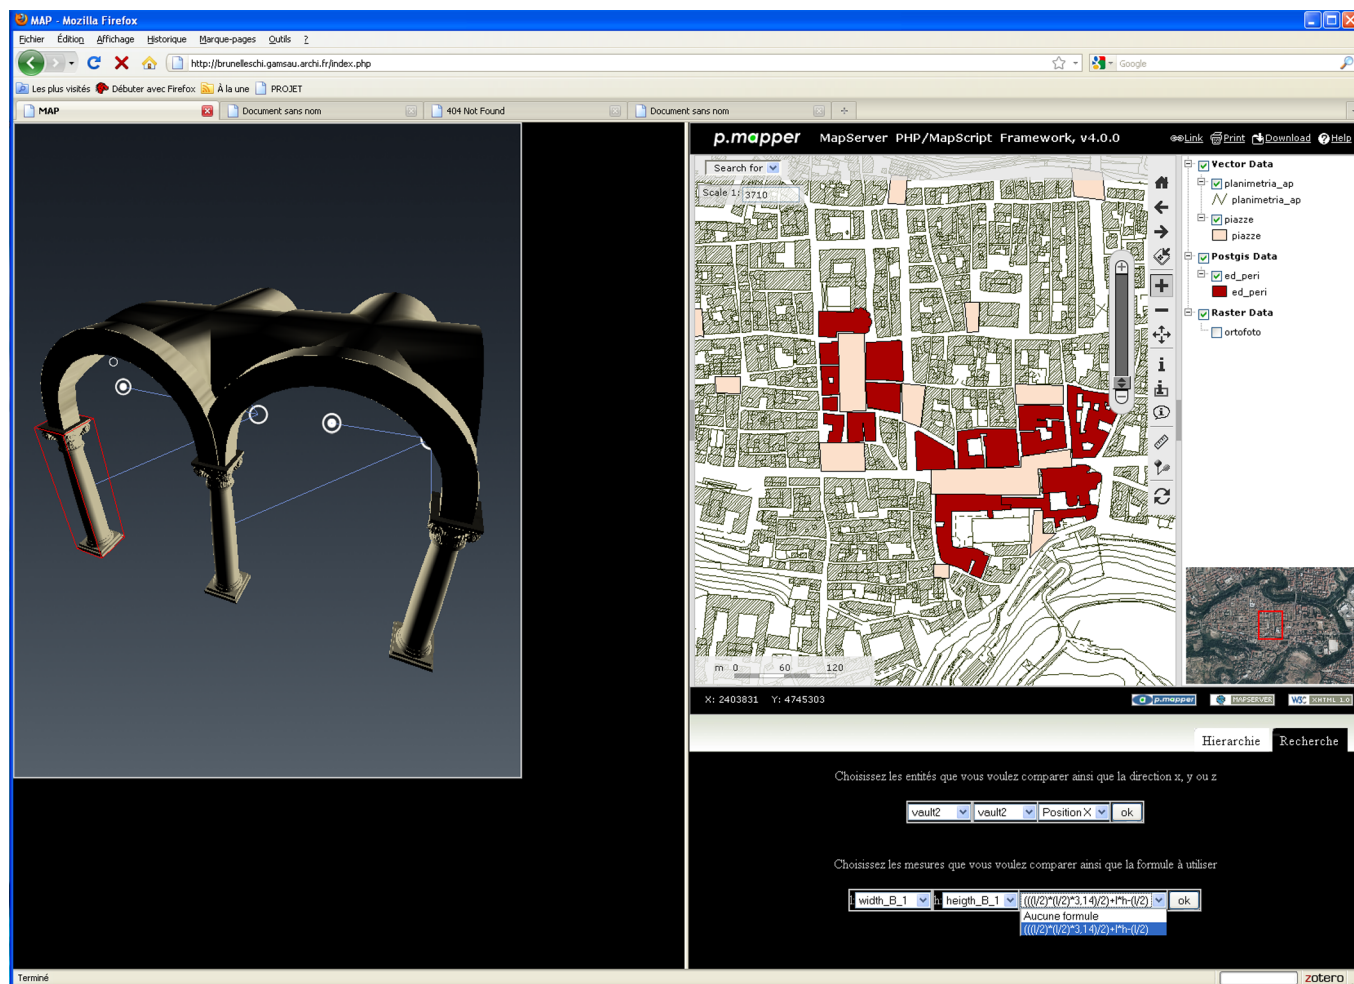 MAP - Mozilla Firefox
Fichier Édition Affichage Historique Marque-pages Outils ?
http://brunelleschi.gamsau.archi.fr/index.php
Google
Les plus visités Débuter avec Firefox À la une PROJET
MAP Document sans nom 404 Not Found Document sans nom
p.mapper MapServer PHP/MapScript Framework, v4.0.0 Link Print Download Help
Search for
Scale 1: 3710
Vector Data
planimetria_ap
planimetria_ap
piazze
piazze
Postgis Data
ed_peri
ed_peri
Raster Data
ortofoto
m 0 60 120
X: 2403831 Y: 4745303
p.mapper MAPSERVER W3C XHTML 1.0
Hierarchie Recherche
Choisissez les entités que vous voulez comparer ainsi que la direction x, y ou z
vault2 vault2 Position X ok
Choisissez les mesures que vous voulez comparer ainsi que la formule à utiliser
l: width_B_1 h: heigth_B_1 (((l/2)*(l/2)*3,14)/2)+l*h-(l/2) ok
Aucune formule
(((l/2)*(l/2)*3,14)/2)+l*h-(l/2)
Terminé
zotero